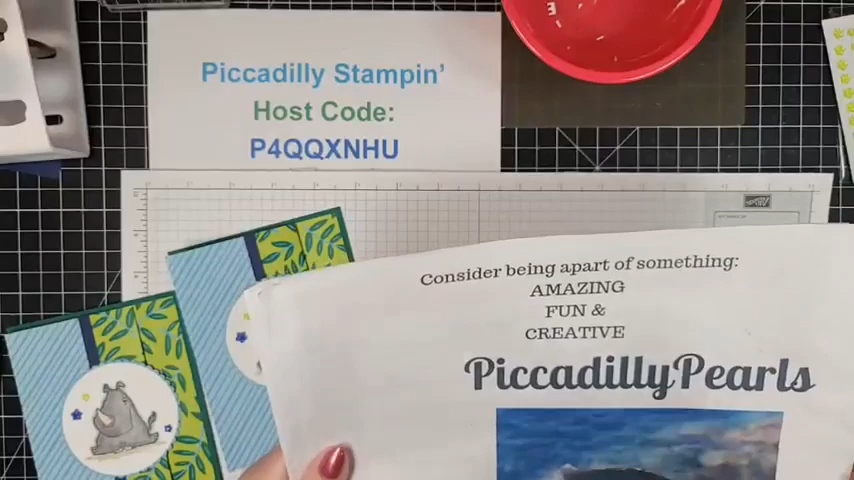 Piccadilly Stampin'
Host Code:
P4QQXNHU
Consider being apart of something:
AMAZING
FUN &
CREATIVE
PiccadillyPearls